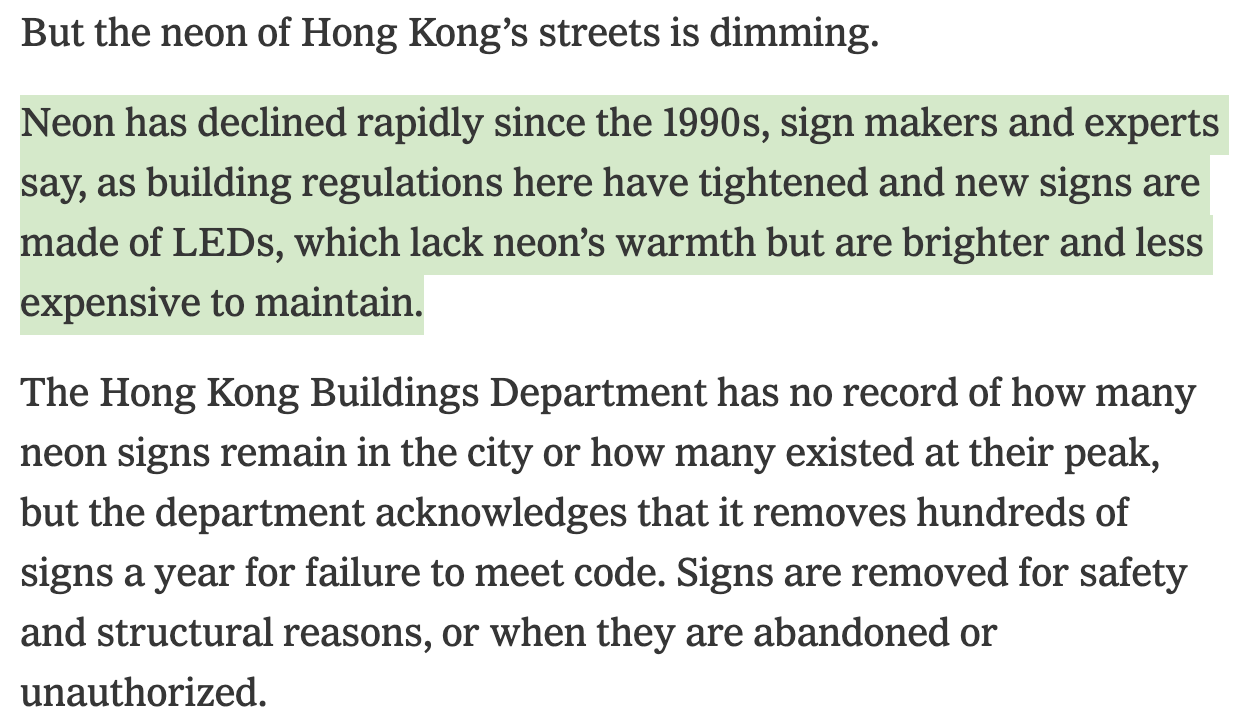 But the neon of Hong Kong’s streets is dimming.
Neon has declined rapidly since the 1990s, sign makers and experts
say, as building regulations here have tightened and new signs are
made of LEDs, which lack neon’s warmth but are brighter and less
expensive to maintain.
The Hong Kong Buildings Department has no record of how many
neon signs remain in the city or how many existed at their peak,
but the department acknowledges that it removes hundreds of
signs a year for failure to meet code. Signs are removed for safety
and structural reasons, or when they are abandoned or
unauthorized.